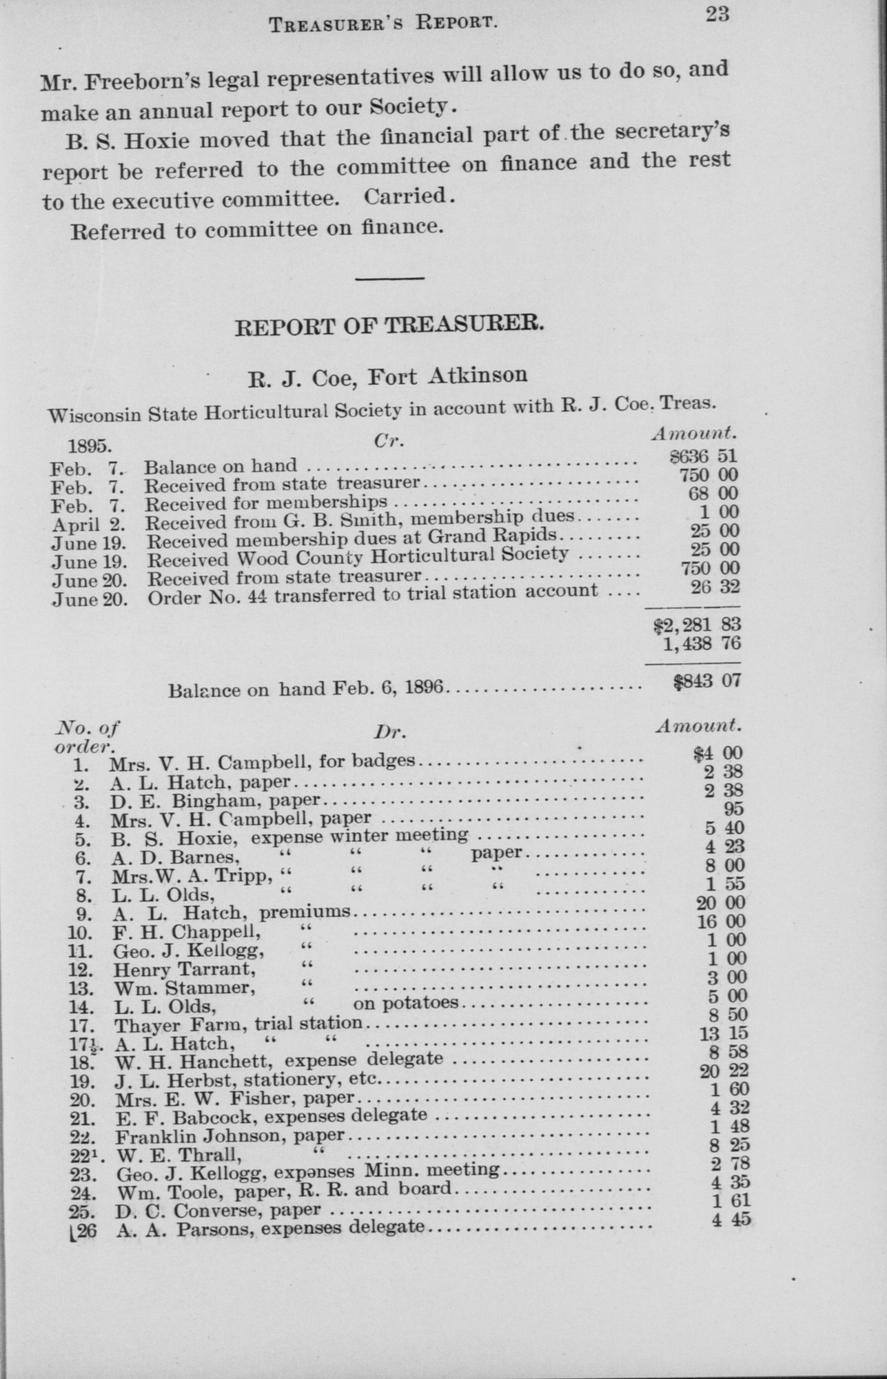 TREASURER'S REPORT. 23
Mr. Freeborn's legal representatives will allow us to do so, and
make an annual report to our Society.
B. S. Hoxie moved that the financial part of the secretary's
report be referred to the committee on finance and the rest
to the executive committee. Carried.
Referred to committee on finance.
REPORT OF TREASURER.
R. J. Coe, Fort Atkinson
Wisconsin State Horticultural Society in account with R. J. Coe, Treas.
1895. Cr. Amount.
Feb. 7. Balance on hand $636 51
Feb. 7. Received from state treasurer 750 00
Feb. 7. Received for memberships 68 00
April 2. Received from G. B. Smith, membership dues 1 00
June 19. Received membership dues at Grand Rapids 25 00
June 19. Received Wood County Horticultural Society 25 00
June 20. Received from state treasurer 750 00
June 20. Order No. 44 transferred to trial station account 26 32
$2,281 83
1,438 76
Balance on hand Feb. 6, 1896 $843 07
No. of Dr. Amount.
order.
1. Mrs. V. H. Campbell, for badges $4 00
2. A. L. Hatch, paper 2 38
3. D. E. Bingham, paper 2 38
4. Mrs. V. H. Campbell, paper 95
5. B. S. Hoxie, expense winter meeting 5 40
6. A. D. Barnes, " " " paper 4 23
7. Mrs. W. A. Tripp, " " " " 8 00
8. L. L. Olds, " " " " 1 55
9. A. L. Hatch, premiums 20 00
10. F. H. Chappell, " 16 00
11. Geo. J. Kellogg, " 1 00
12. Henry Tarrant, " 1 00
13. Wm. Stammer, " 3 00
14. L. L. Olds, " on potatoes 5 00
17. Thayer Farm, trial station 8 50
17½. A. L. Hatch, " " 13 15
18. W. H. Hanchett, expense delegate 8 58
19. J. L. Herbst, stationery, etc. 20 22
20. Mrs. E. W. Fisher, paper 1 60
21. E. F. Babcock, expenses delegate 4 32
22. Franklin Johnson, paper 1 48
22¹. W. E. Thrall, " 8 25
23. Geo. J. Kellogg, expenses Minn. meeting 2 78
24. Wm. Toole, paper, R. R. and board 4 35
25. D. C. Converse, paper 1 61
26 A. A. Parsons, expenses delegate 4 45